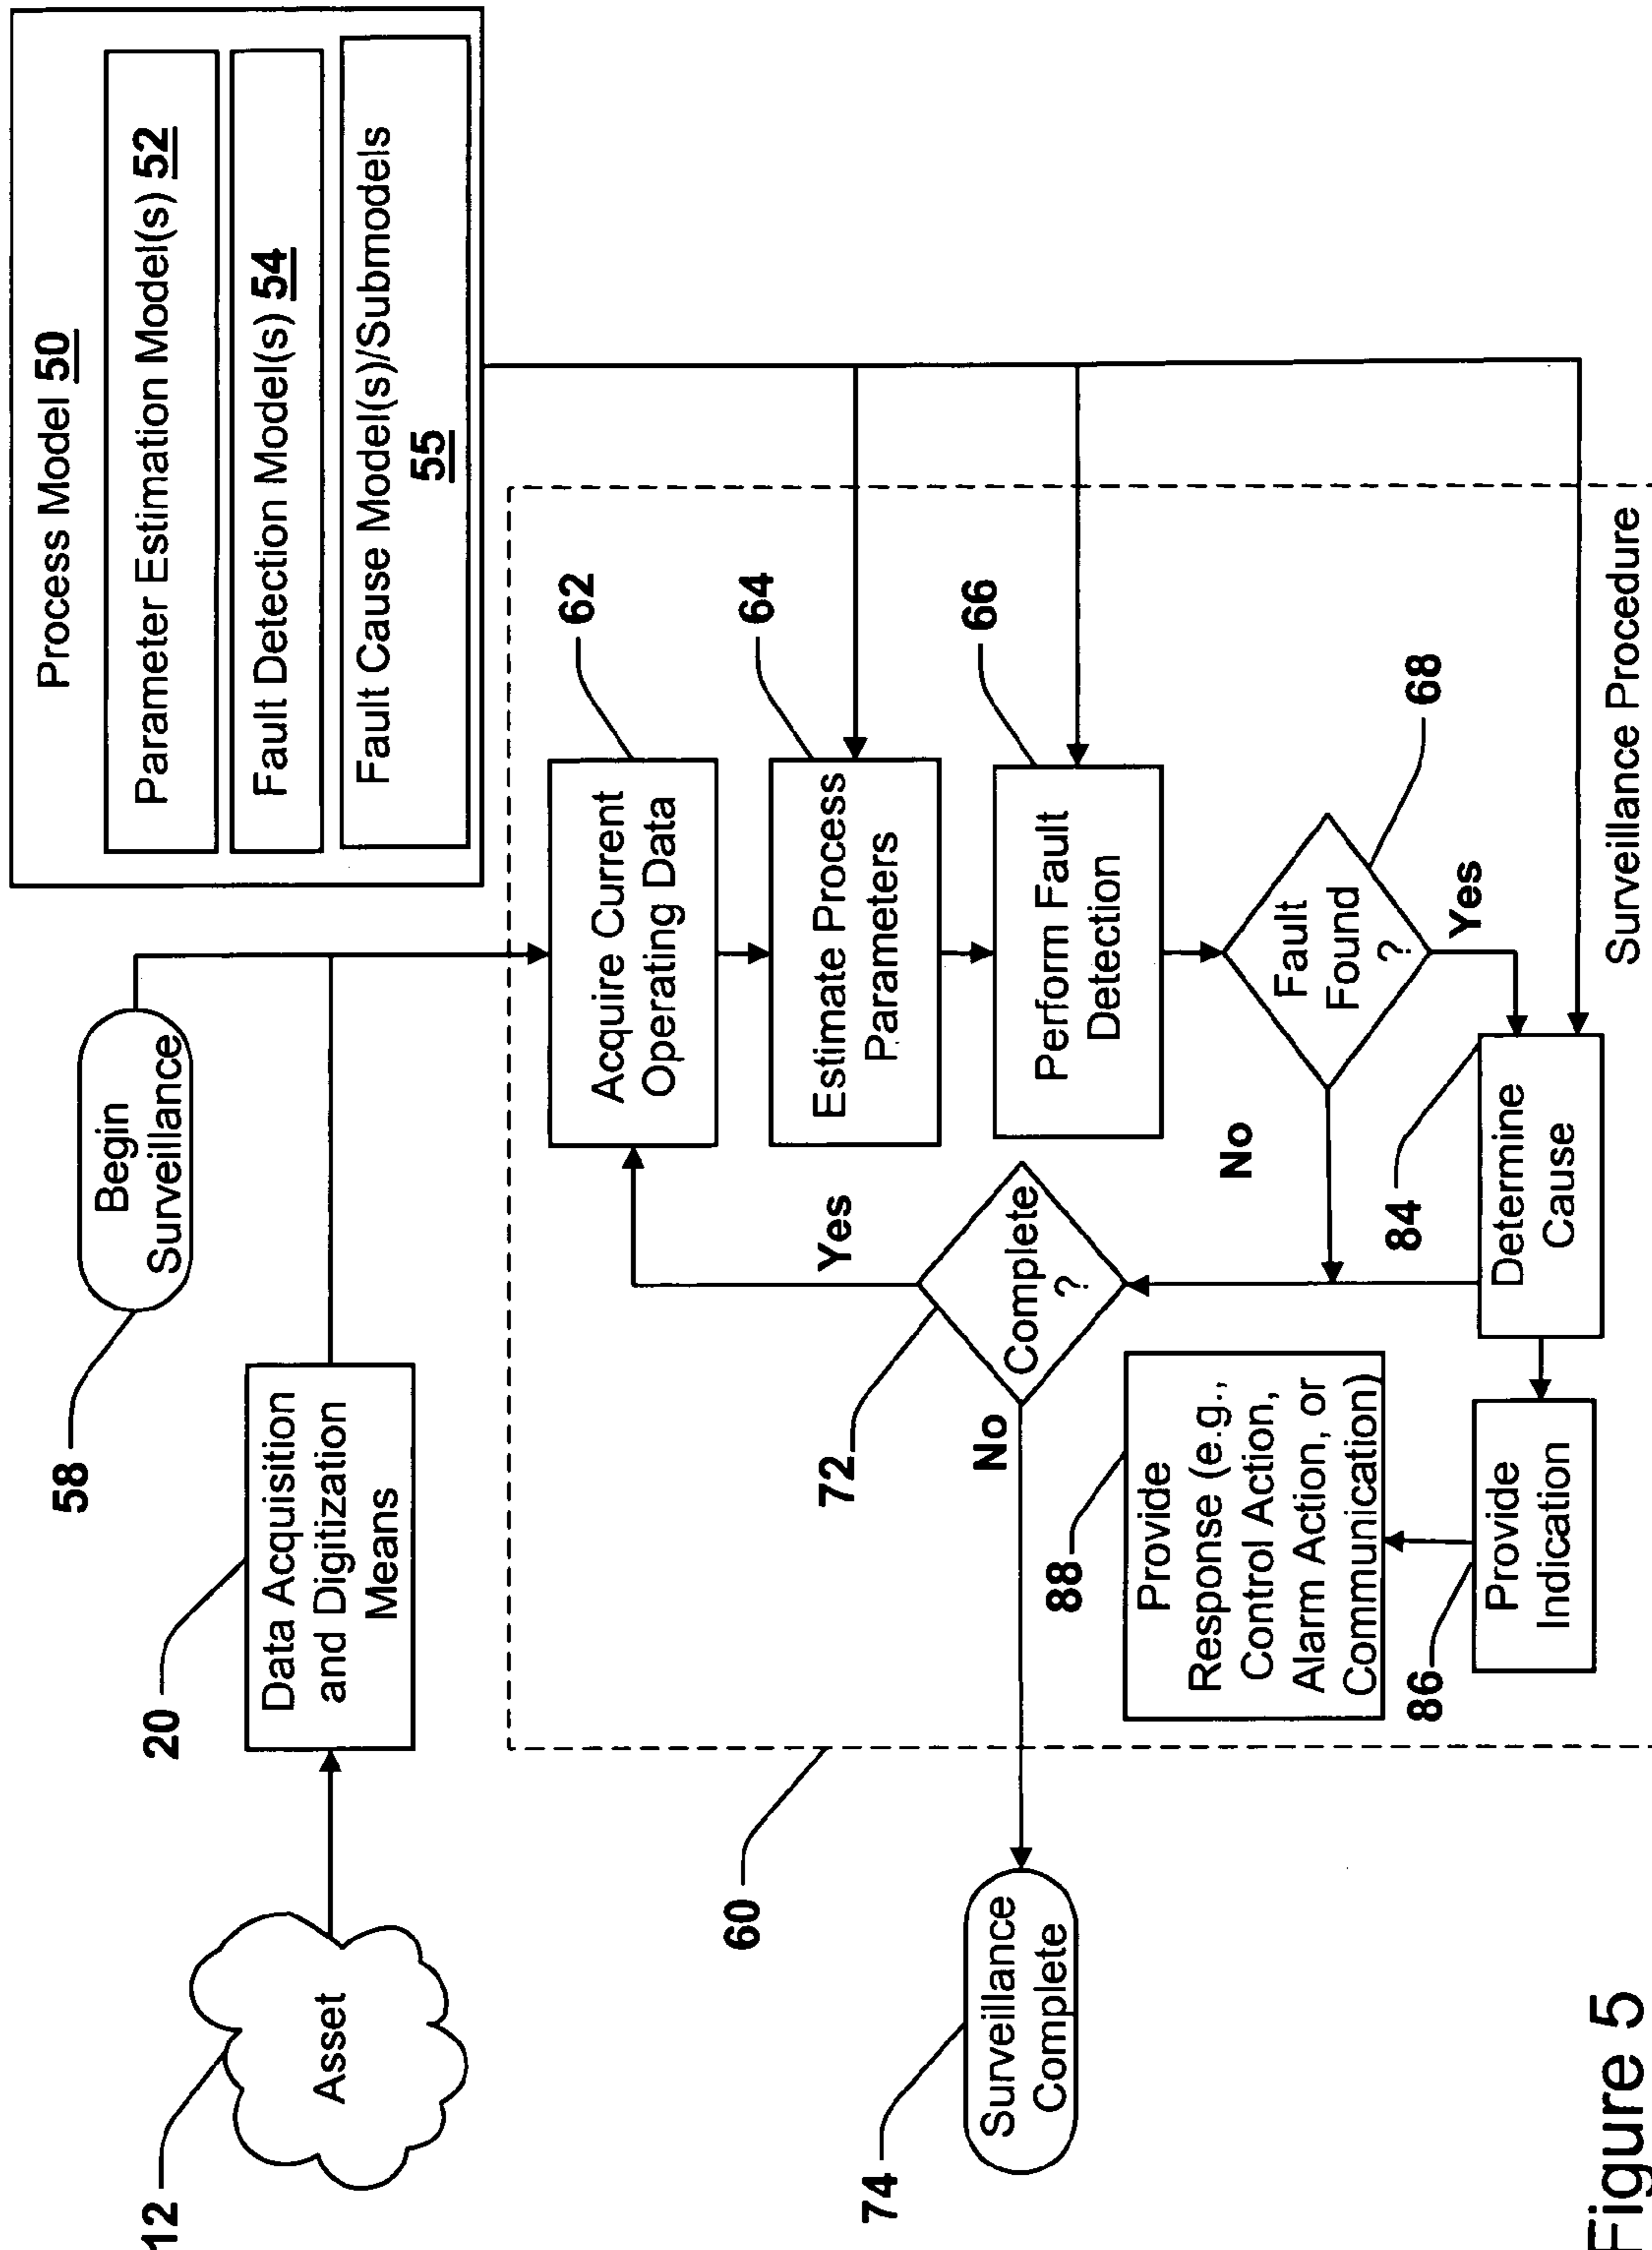 Process Model 50
Parameter Estimation Model(s) 52
Fault Detection Model(s) 54
Fault Cause Model(s)/Submodels
55
58
Begin
Surveillance
12
Asset
20
Data Acquisition
and Digitization
Means
62
Acquire Current
Operating Data
64
Estimate Process
Parameters
66
Perform Fault
Detection
68
Fault
Found
?
Yes
No
72
Complete
?
Yes
No
60
74
Surveillance
Complete
84
Determine
Cause
86
Provide
Indication
88
Provide
Response (e.g.,
Control Action,
Alarm Action, or
Communication)
Surveillance Procedure
Figure 5